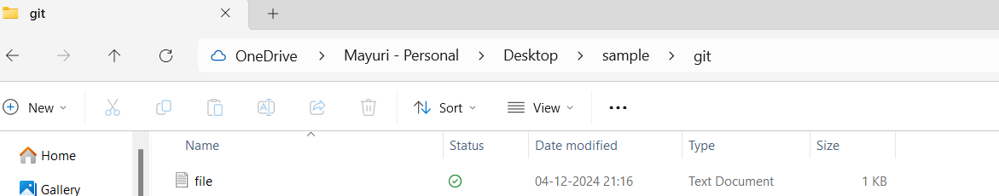 git
OneDrive Mayuri - Personal Desktop sample git
New Sort View
Name Status Date modified Type Size
Home
file 04-12-2024 21:16 Text Document 1 KB
Gallery